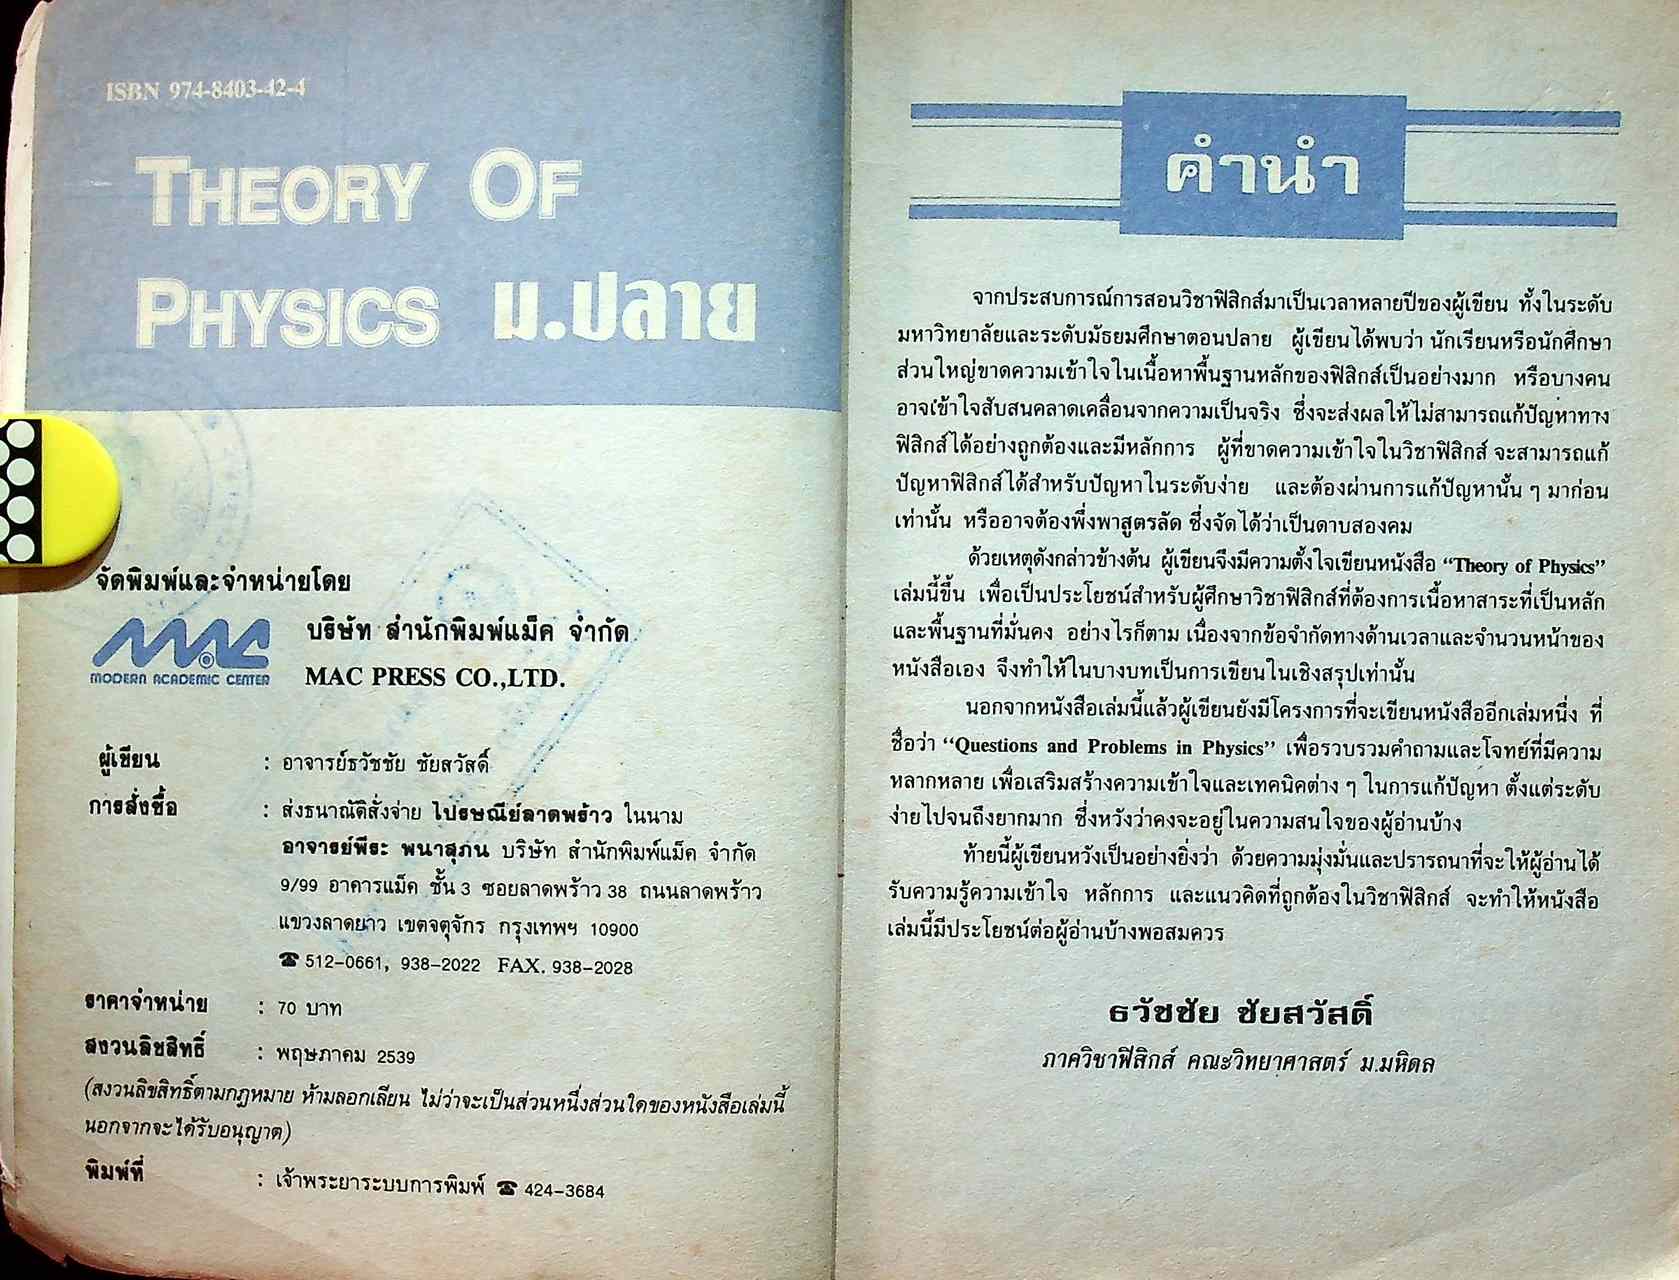 ISBN 974-8403-42-4
THEORY OF
PHYSICS ม.ปลาย
จัดพิมพ์และจำหน่ายโดย
MAC
MODERN ACADEMIC CENTER
บริษัท สำนักพิมพ์แม็ค จำกัด
MAC PRESS CO.,LTD.
ผู้เขียน : อาจารย์ธวัชชัย ชัยสวัสดิ์
การสั่งซื้อ : ส่งธนาณัติสั่งจ่าย ไปรษณีย์ลาดพร้าว ในนาม
อาจารย์พีระ พนาสุภน บริษัท สำนักพิมพ์แม็ค จำกัด
9/99 อาคารแม็ค ชั้น 3 ซอยลาดพร้าว 38 ถนนลาดพร้าว
แขวงลาดยาว เขตจตุจักร กรุงเทพฯ 10900
☎ 512-0661, 938-2022 FAX. 938-2028
ราคาจำหน่าย : 70 บาท
สงวนลิขสิทธิ์ : พฤษภาคม 2539
(สงวนลิขสิทธิ์ตามกฎหมาย ห้ามลอกเลียน ไม่ว่าจะเป็นส่วนหนึ่งส่วนใดของหนังสือเล่มนี้
นอกจากจะได้รับอนุญาต)
พิมพ์ที่ : เจ้าพระยาระบบการพิมพ์ ☎ 424-3684
คำนำ
จากประสบการณ์การสอนวิชาฟิสิกส์มาเป็นเวลาหลายปีของผู้เขียน ทั้งในระดับ
มหาวิทยาลัยและระดับมัธยมศึกษาตอนปลาย ผู้เขียนได้พบว่า นักเรียนหรือนักศึกษา
ส่วนใหญ่ขาดความเข้าใจในเนื้อหาพื้นฐานหลักของฟิสิกส์เป็นอย่างมาก หรือบางคน
อาจเข้าใจสับสนคลาดเคลื่อนจากความเป็นจริง ซึ่งจะส่งผลให้ไม่สามารถแก้ปัญหาทาง
ฟิสิกส์ได้อย่างถูกต้องและมีหลักการ ผู้ที่ขาดความเข้าใจในวิชาฟิสิกส์ จะสามารถแก้
ปัญหาฟิสิกส์ได้สำหรับปัญหาในระดับง่าย และต้องผ่านการแก้ปัญหานั้น ๆ มาก่อน
เท่านั้น หรืออาจต้องพึ่งพาสูตรลัด ซึ่งจัดได้ว่าเป็นดาบสองคม
ด้วยเหตุดังกล่าวข้างต้น ผู้เขียนจึงมีความตั้งใจเขียนหนังสือ “Theory of Physics”
เล่มนี้ขึ้น เพื่อเป็นประโยชน์สำหรับผู้ศึกษาวิชาฟิสิกส์ที่ต้องการเนื้อหาสาระที่เป็นหลัก
และพื้นฐานที่มั่นคง อย่างไรก็ตาม เนื่องจากข้อจำกัดทางด้านเวลาและจำนวนหน้าของ
หนังสือเอง จึงทำให้ในบางบทเป็นการเขียนในเชิงสรุปเท่านั้น
นอกจากหนังสือเล่มนี้แล้วผู้เขียนยังมีโครงการที่จะเขียนหนังสืออีกเล่มหนึ่ง ที่
ชื่อว่า “Questions and Problems in Physics” เพื่อรวบรวมคำถามและโจทย์ที่มีความ
หลากหลาย เพื่อเสริมสร้างความเข้าใจและเทคนิคต่าง ๆ ในการแก้ปัญหา ตั้งแต่ระดับ
ง่ายไปจนถึงยากมาก ซึ่งหวังว่าคงจะอยู่ในความสนใจของผู้อ่านบ้าง
ท้ายนี้ผู้เขียนหวังเป็นอย่างยิ่งว่า ด้วยความมุ่งมั่นและปรารถนาที่จะให้ผู้อ่านได้
รับความรู้ความเข้าใจ หลักการ และแนวคิดที่ถูกต้องในวิชาฟิสิกส์ จะทำให้หนังสือ
เล่มนี้มีประโยชน์ต่อผู้อ่านบ้างพอสมควร
ธวัชชัย ชัยสวัสดิ์
ภาควิชาฟิสิกส์ คณะวิทยาศาสตร์ ม.มหิดล